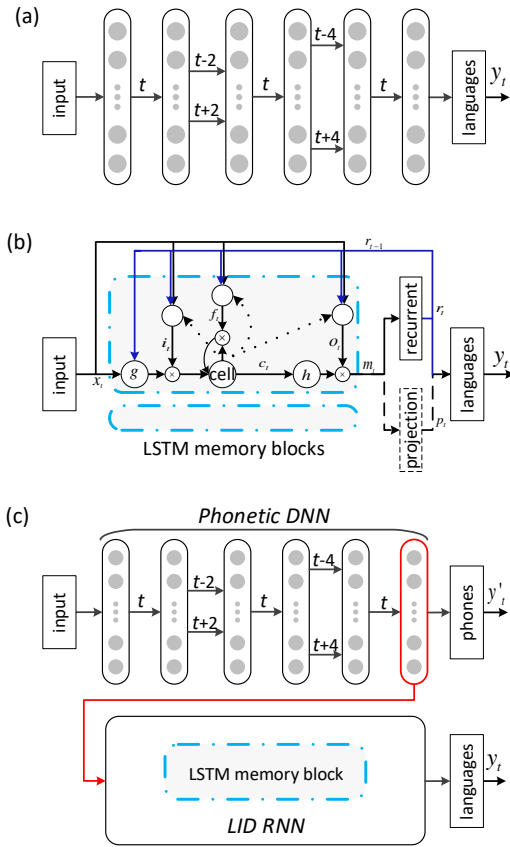 (a)
input
t
t-2
t+2
t
t-4
t+4
t
languages
y_t
(b)
r_{t-1}
input
x_t
g
×
i_t
f_t
×
cell
c_t
h
o_t
×
m_t
recurrent
r_t
projection
p_t
languages
y_t
LSTM memory blocks
(c)
Phonetic DNN
input
t
t-2
t+2
t
t-4
t+4
t
phones
y'_t
LSTM memory block
LID RNN
languages
y_t